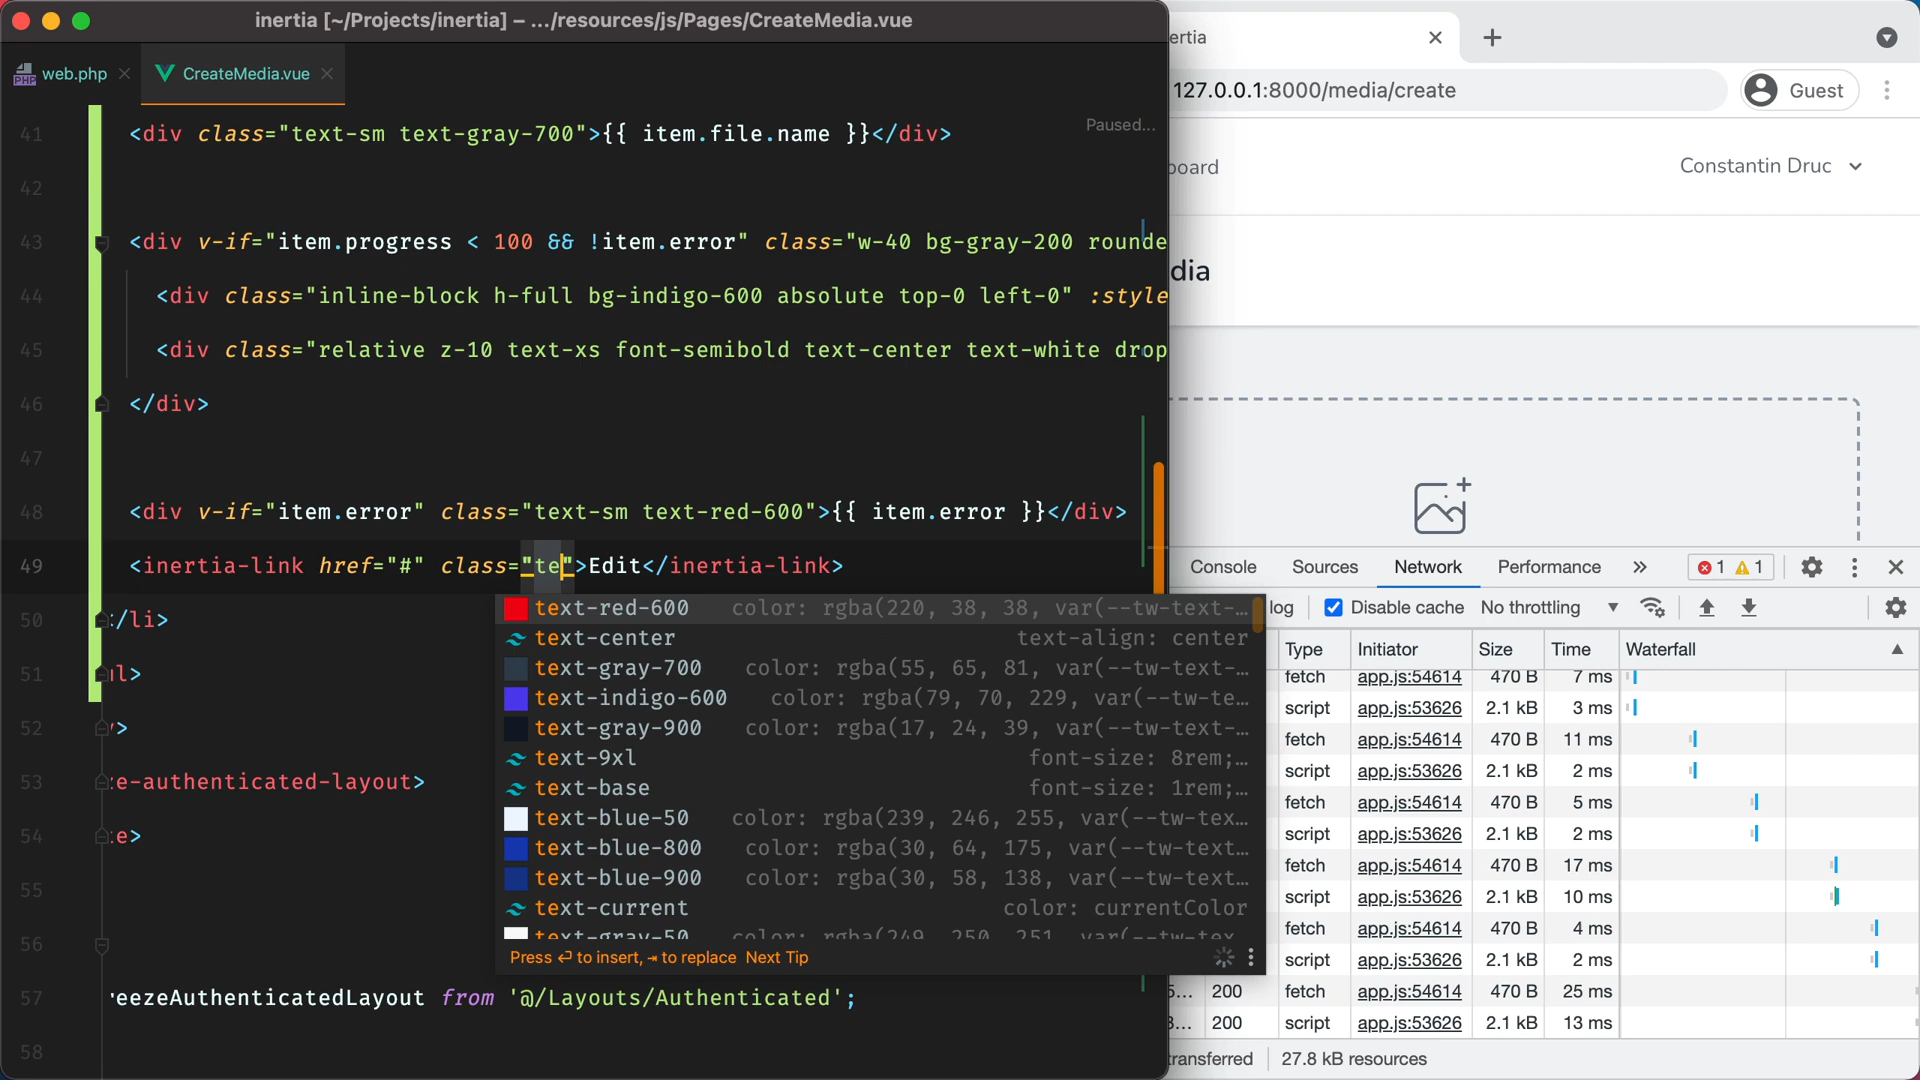 inertia [~/Projects/inertia] – .../resources/js/Pages/CreateMedia.vue
web.php
CreateMedia.vue
41 <div class="text-sm text-gray-700">{{ item.file.name }}</div>
Paused...
42
43 <div v-if="item.progress < 100 && !item.error" class="w-40 bg-gray-200 rounde
44 <div class="inline-block h-full bg-indigo-600 absolute top-0 left-0" :style
45 <div class="relative z-10 text-xs font-semibold text-center text-white drop
46 </div>
47
48 <div v-if="item.error" class="text-sm text-red-600">{{ item.error }}</div>
49 <inertia-link href="#" class="te">Edit</inertia-link>
50 /li>
51 l>
52 >
53 e-authenticated-layout>
54 e>
55
56
57 reezeAuthenticatedLayout from '@/Layouts/Authenticated';
58
text-red-600 color: rgba(220, 38, 38, var(--tw-text-…
text-center text-align: center
text-gray-700 color: rgba(55, 65, 81, var(--tw-text-…
text-indigo-600 color: rgba(79, 70, 229, var(--tw-te…
text-gray-900 color: rgba(17, 24, 39, var(--tw-text-…
text-9xl font-size: 8rem;…
text-base font-size: 1rem;…
text-blue-50 color: rgba(239, 246, 255, var(--tw-tex…
text-blue-800 color: rgba(30, 64, 175, var(--tw-text…
text-blue-900 color: rgba(30, 58, 138, var(--tw-text…
text-current color: currentColor
text-gray-50 color: rgba(249, 250, 251, var(--tw-tex…
Press ⏎ to insert, ⇥ to replace Next Tip
ertia
127.0.0.1:8000/media/create
Guest
board
Constantin Druc
dia
Console Sources Network Performance » 1 1
log Disable cache No throttling
Type Initiator Size Time Waterfall
fetch app.js:54614 470 B 7 ms
script app.js:53626 2.1 kB 3 ms
fetch app.js:54614 470 B 11 ms
script app.js:53626 2.1 kB 2 ms
fetch app.js:54614 470 B 5 ms
script app.js:53626 2.1 kB 2 ms
fetch app.js:54614 470 B 17 ms
script app.js:53626 2.1 kB 10 ms
fetch app.js:54614 470 B 4 ms
script app.js:53626 2.1 kB 2 ms
5... 200 fetch app.js:54614 470 B 25 ms
3... 200 script app.js:53626 2.1 kB 13 ms
transferred 27.8 kB resources